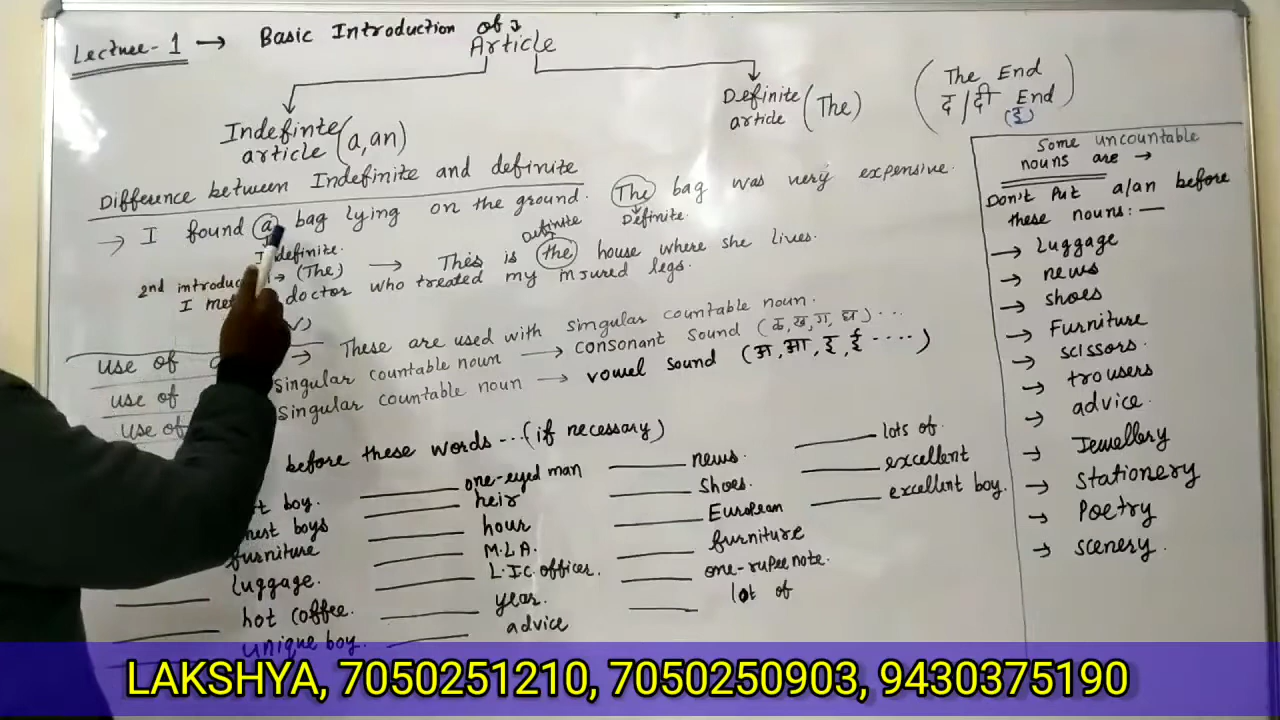 Lecture-1 → Basic Introduction of
Article
Indefinte article (a, an)
Definite article (The)
(The End
द/दी End
(ई))
Difference between Indefinite and definite
→ I found a bag lying on the ground. The bag was very expensive.
Definite.
definite
2nd → (The) → This is the house where she lives.
I met doctor who treated my injured legs.
use of → These are used with singular countable noun.
use of singular countable noun → consonant sound (क, ख, ग, घ) ...
use of singular countable noun → vowel sound (अ, आ, इ, ई ....)
before these words ... (if necessary)
boy.
boys
furniture
luggage.
hot coffee.
unique boy.
one-eyed man
heir
hour
M.L.A.
L.I.C. officer.
year.
advice
news.
shoes.
European
furniture
one-rupee note.
lot of
lots of
excellent
excellent boy.
Some uncountable
nouns are →
Don't Put a/an before
these nouns: —
→ Luggage
→ news
→ shoes
→ Furniture
→ scissors.
→ trousers
→ advice.
→ Jewellery
→ Stationery
→ Poetry
→ scenery.
LAKSHYA, 7050251210, 7050250903, 9430375190